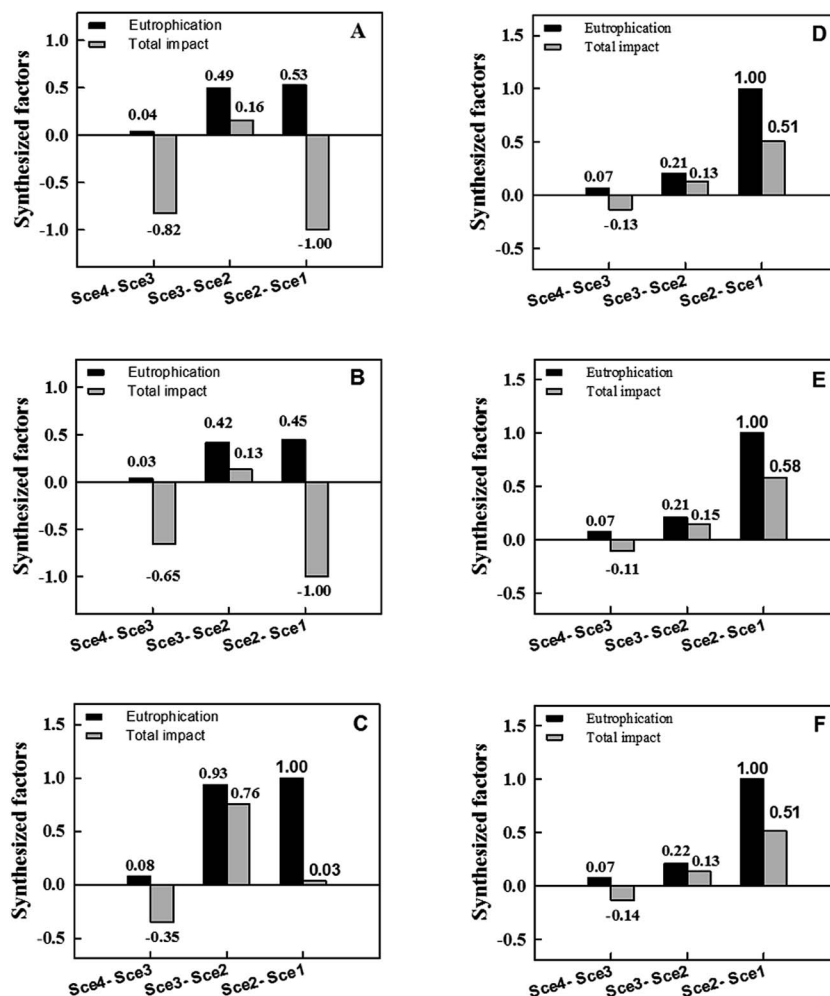 Eutrophication
Total impact
A
Synthesized factors
1.0
0.5
0.0
-0.5
-1.0
0.04
-0.82
0.49
0.16
0.53
-1.00
Sce4-Sce3
Sce3-Sce2
Sce2-Sce1
Eutrophication
Total impact
D
Synthesized factors
1.5
1.0
0.5
0.0
-0.5
0.07
-0.13
0.21
0.13
1.00
0.51
Sce4-Sce3
Sce3-Sce2
Sce2-Sce1
Eutrophication
Total impact
B
Synthesized factors
1.0
0.5
0.0
-0.5
-1.0
0.03
-0.65
0.42
0.13
0.45
-1.00
Sce4-Sce3
Sce3-Sce2
Sce2-Sce1
Eutrophication
Total impact
E
Synthesized factors
1.5
1.0
0.5
0.0
-0.5
0.07
-0.11
0.21
0.15
1.00
0.58
Sce4-Sce3
Sce3-Sce2
Sce2-Sce1
Eutrophication
Total impact
C
Synthesized factors
1.5
1.0
0.5
0.0
-0.5
0.08
-0.35
0.93
0.76
1.00
0.03
Sce4-Sce3
Sce3-Sce2
Sce2-Sce1
Eutrophication
Total impact
F
Synthesized factors
1.5
1.0
0.5
0.0
-0.5
0.07
-0.14
0.22
0.13
1.00
0.51
Sce4-Sce3
Sce3-Sce2
Sce2-Sce1